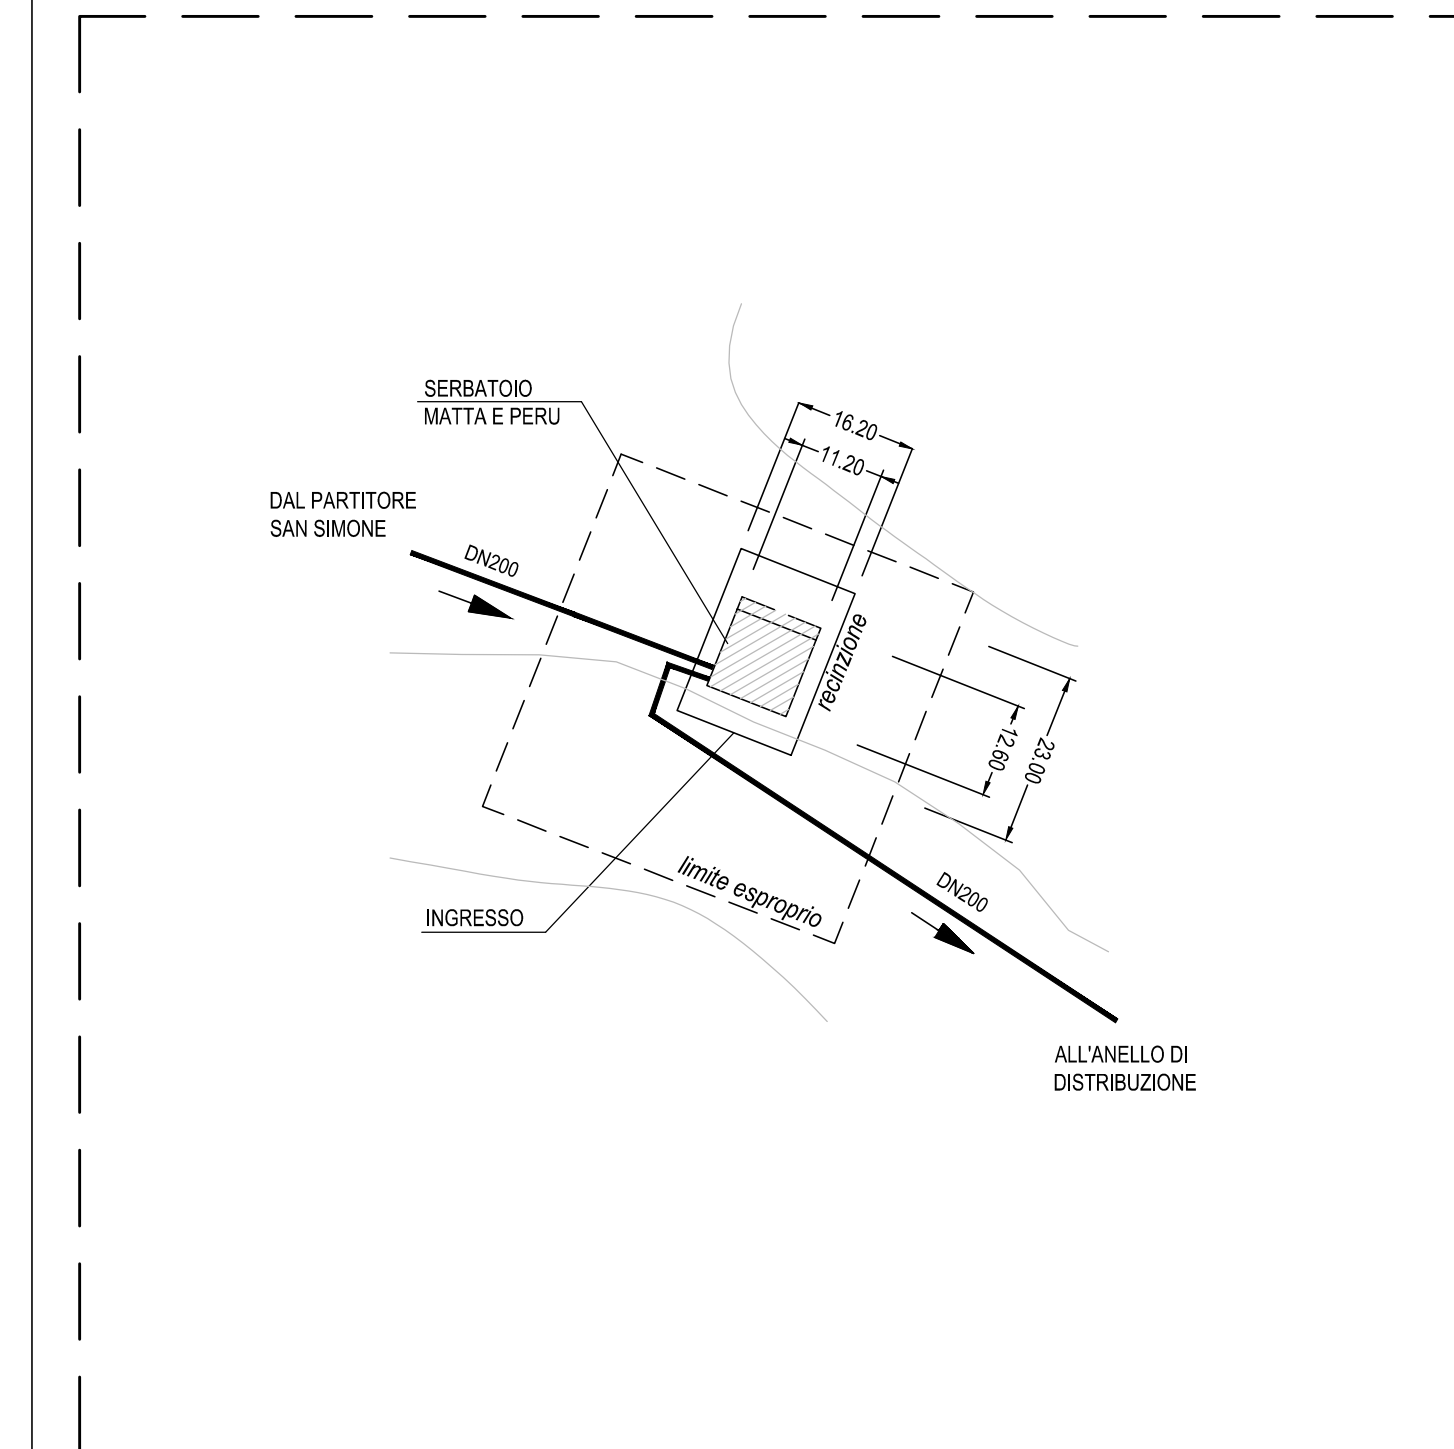 SERBATOIO
MATTA E PERU
16.20
11.20
DAL PARTITORE
SAN SIMONE
DN200
recinzione
12.60
23.00
limite esproprio
DN200
INGRESSO
ALL'ANELLO DI
DISTRIBUZIONE